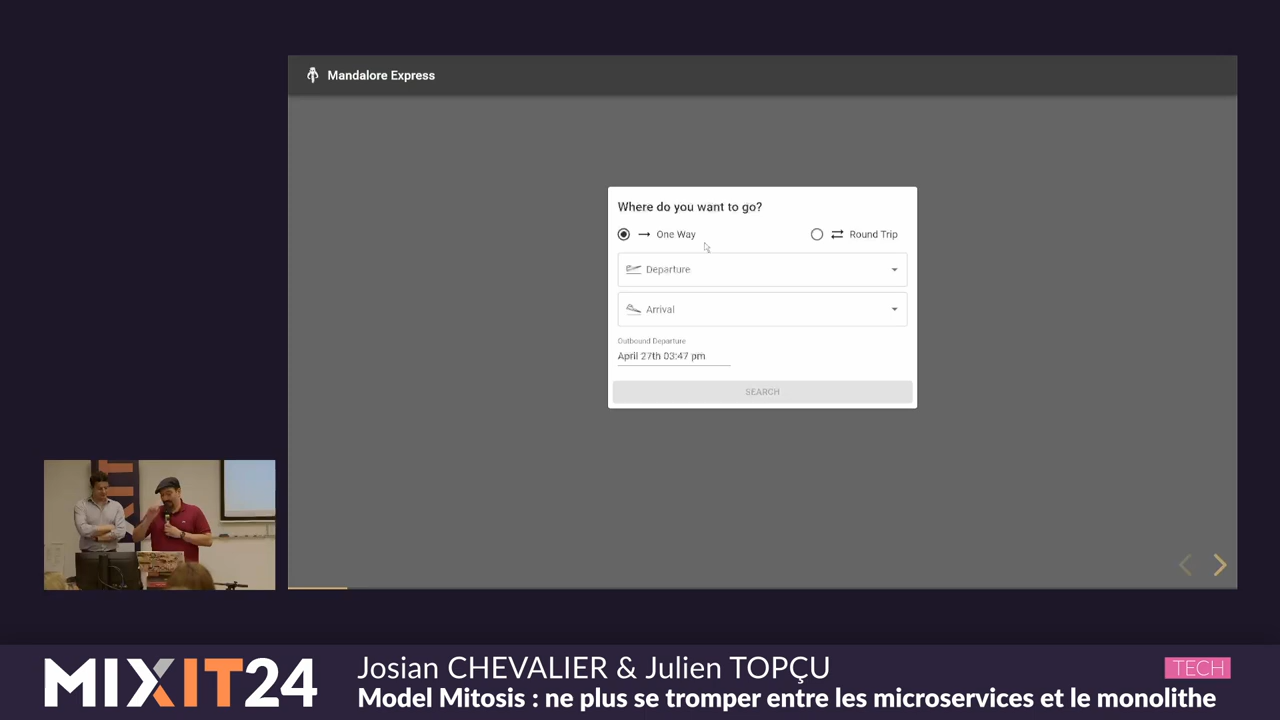 Mandalore Express
Where do you want to go?
One Way
Round Trip
Departure
Arrival
Outbound Departure
April 27th 03:47 pm
SEARCH
MIXIT24
Josian CHEVALIER & Julien TOPÇU
TECH
Model Mitosis : ne plus se tromper entre les microservices et le monolithe